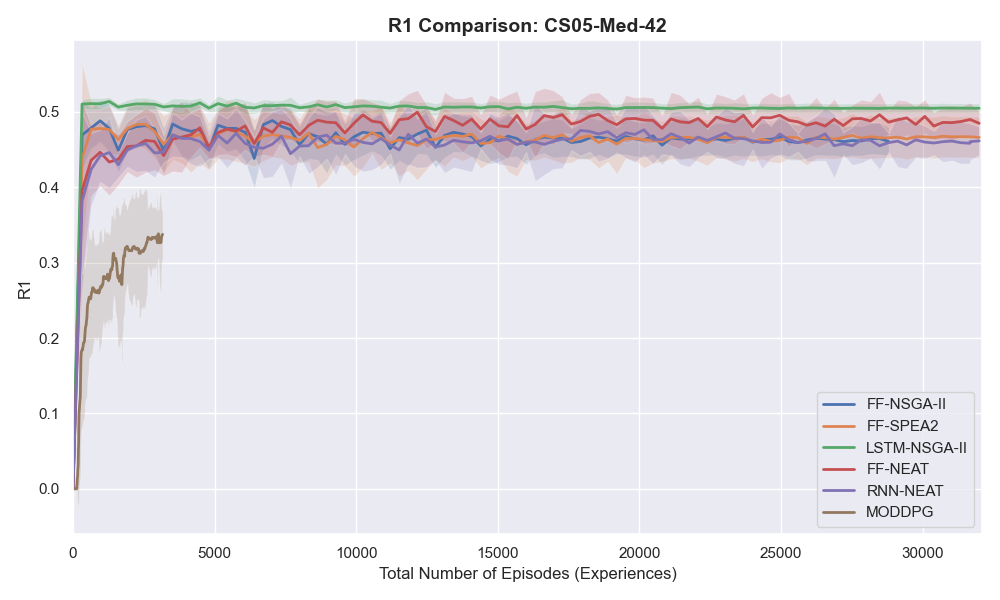 R1 Comparison: CS05-Med-42
R1
0.5
0.4
0.3
0.2
0.1
0.0
0 5000 10000 15000 20000 25000 30000
Total Number of Episodes (Experiences)
FF-NSGA-II
FF-SPEA2
LSTM-NSGA-II
FF-NEAT
RNN-NEAT
MODDPG